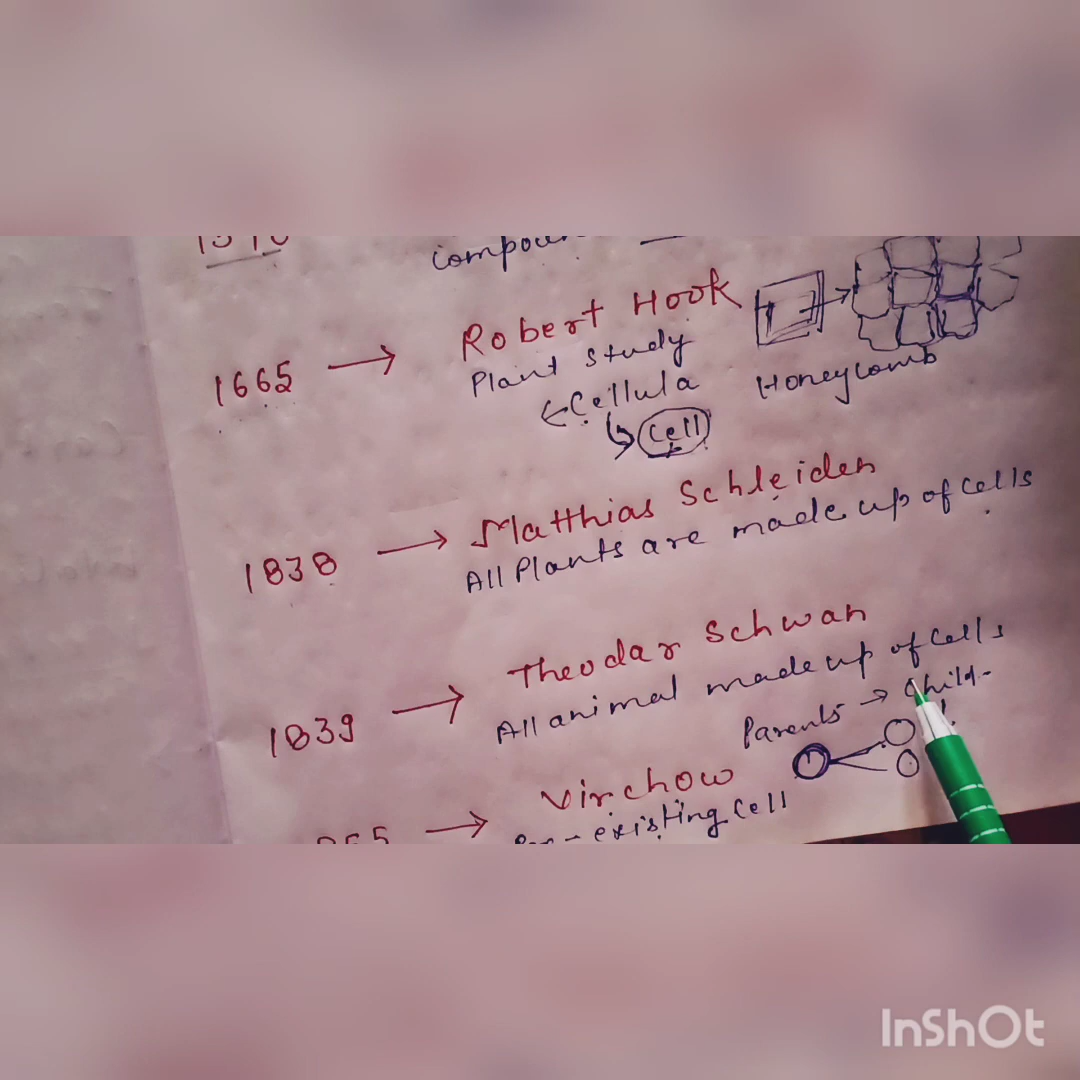 1665 → Robert Hook
Plant study
← Cellula
Cell
Honeycomb
1838 → Matthias Schleiden
All Plants are made up of cells
1839 → Theodar Schwan
All animal made up of cells
Parents → Child
→ Virchow
existing Cell
InShOt